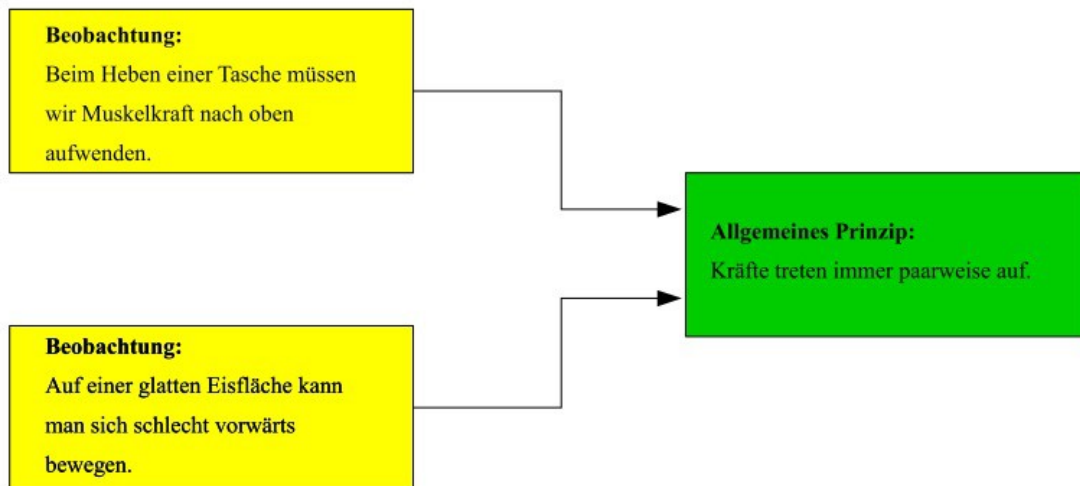 Beobachtung:
Beim Heben einer Tasche müssen
wir Muskelkraft nach oben
aufwenden.
Allgemeines Prinzip:
Kräfte treten immer paarweise auf.
Beobachtung:
Auf einer glatten Eisfläche kann
man sich schlecht vorwärts
bewegen.